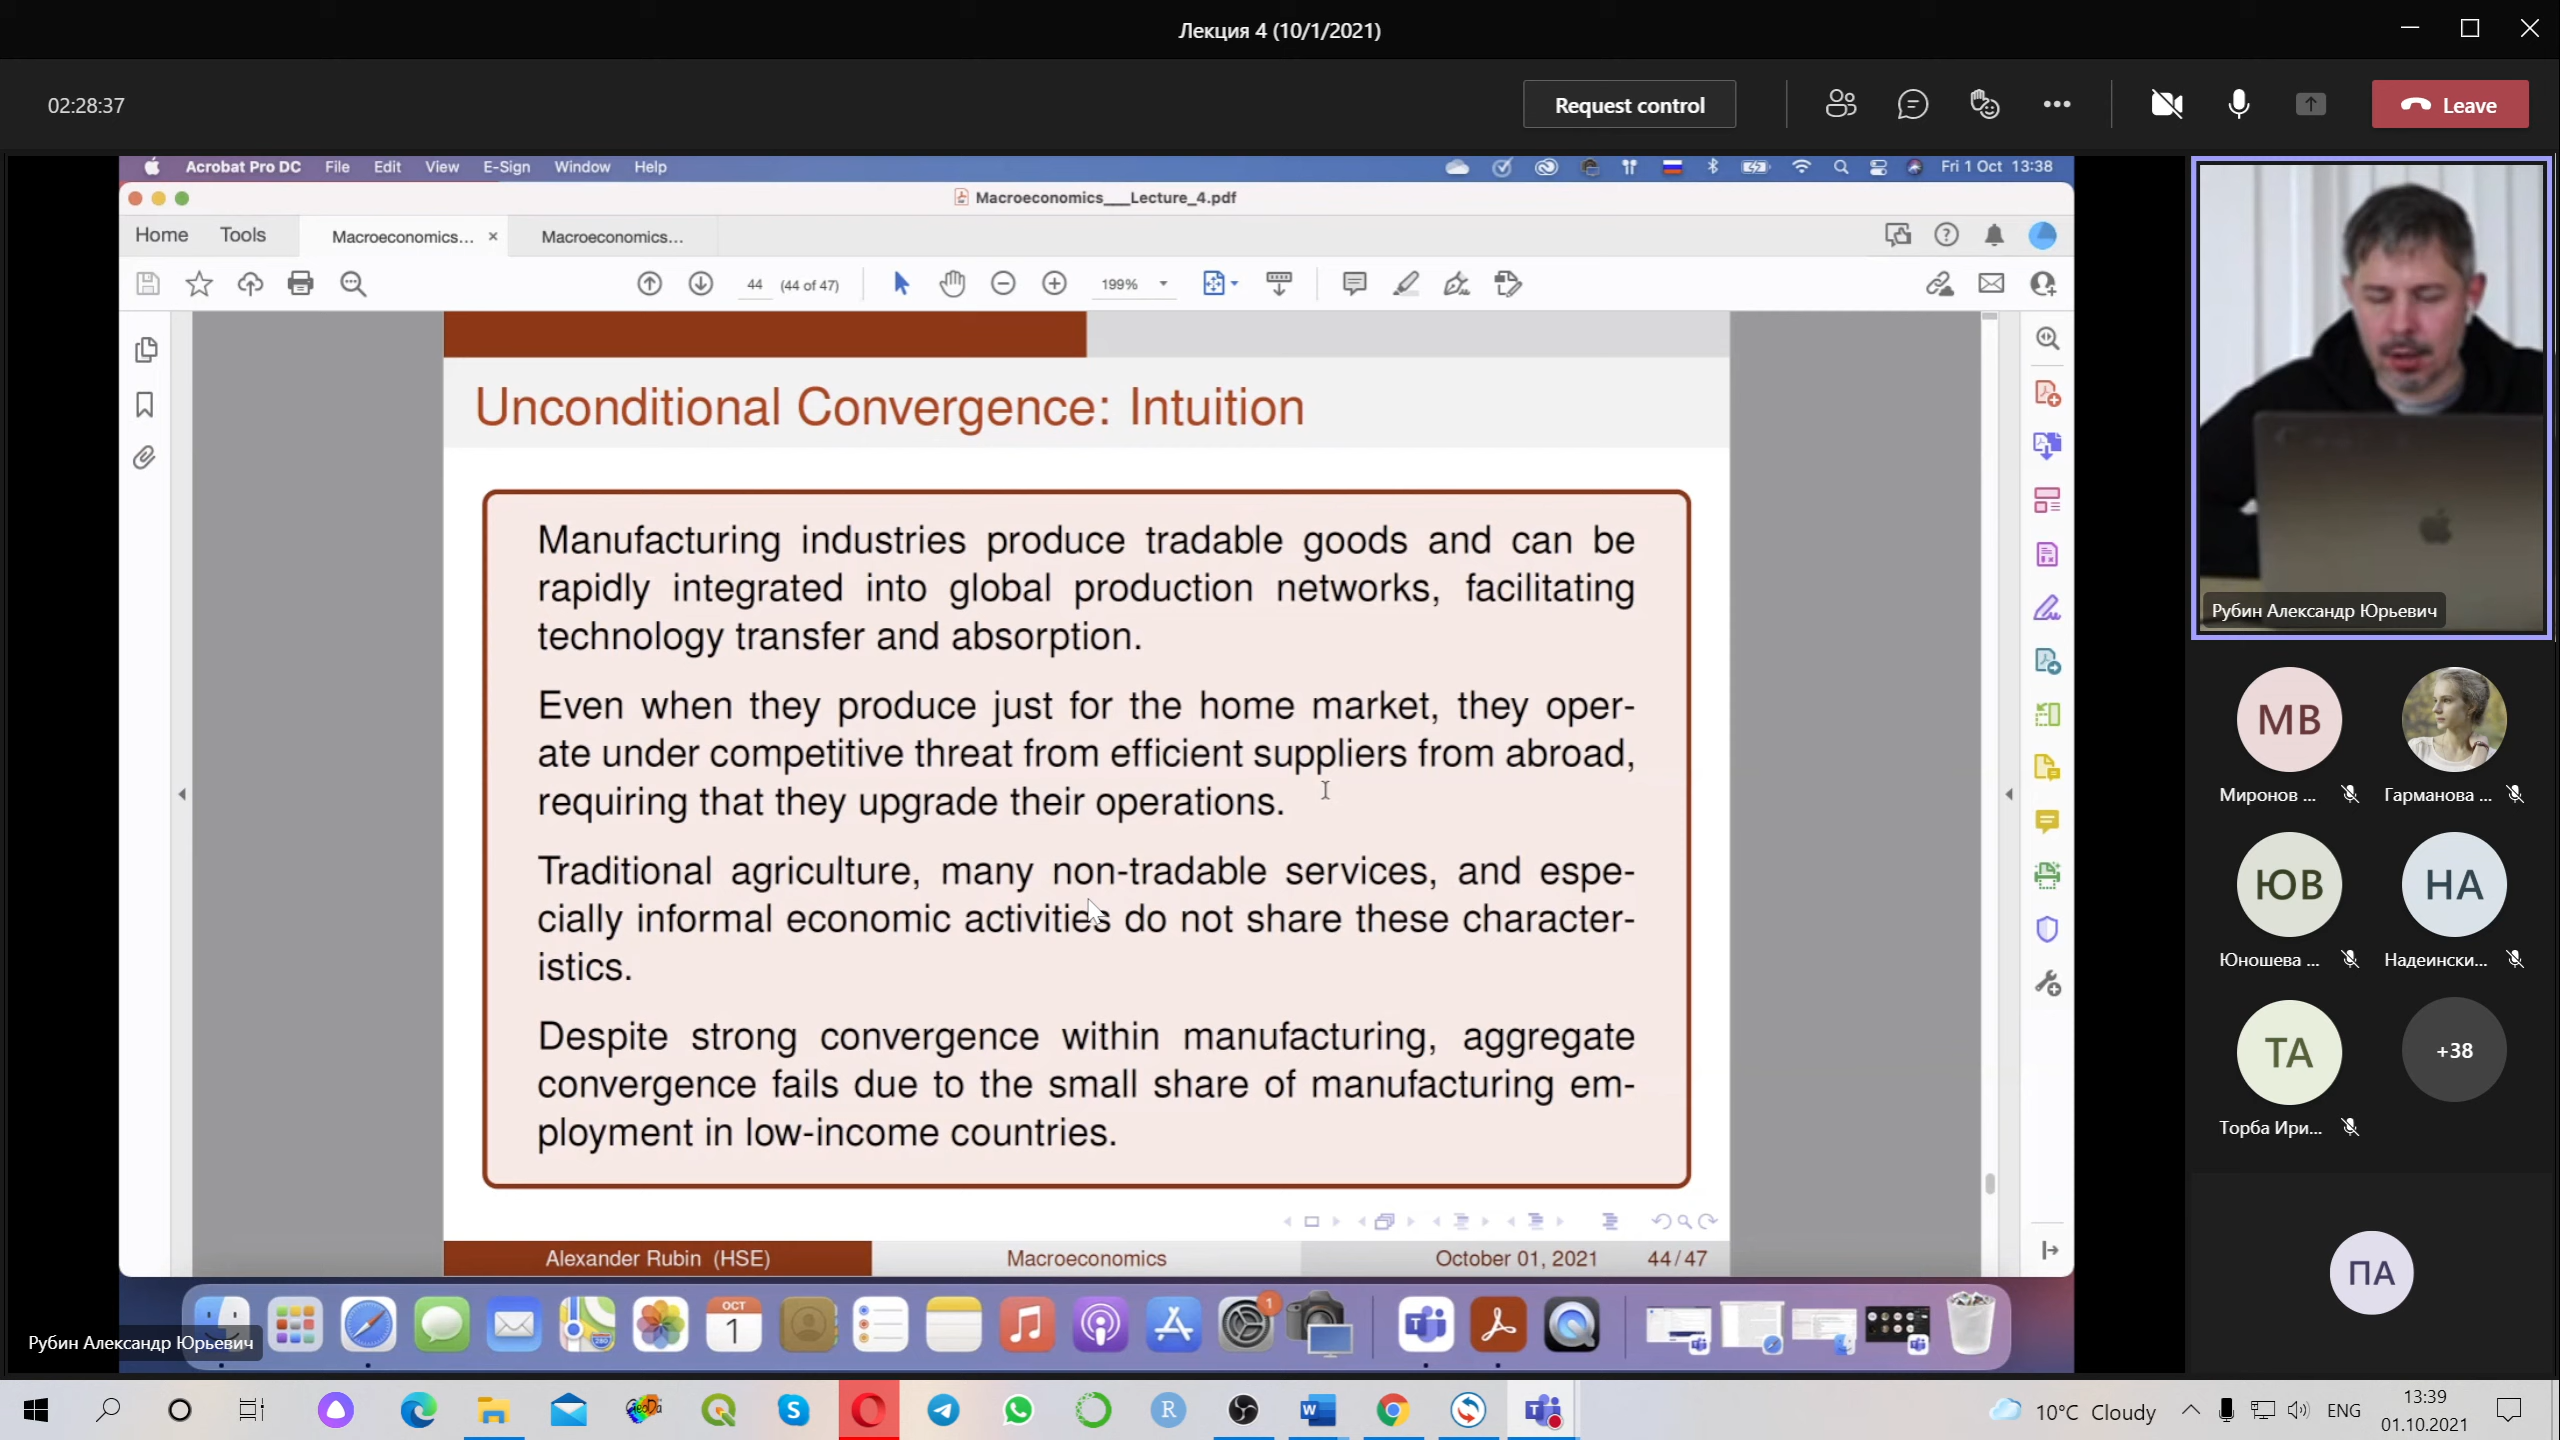 Лекция 4 (10/1/2021)
02:28:37
Request control
Leave
Acrobat Pro DC File Edit View E-Sign Window Help
Fri 1 Oct 13:38
Macroeconomics___Lecture_4.pdf
Home Tools Macroeconomics... × Macroeconomics...
44 (44 of 47) 199%
Unconditional Convergence: Intuition
Manufacturing industries produce tradable goods and can be
rapidly integrated into global production networks, facilitating
technology transfer and absorption.
Even when they produce just for the home market, they oper-
ate under competitive threat from efficient suppliers from abroad,
requiring that they upgrade their operations.
Traditional agriculture, many non-tradable services, and espe-
cially informal economic activities do not share these character-
istics.
Despite strong convergence within manufacturing, aggregate
convergence fails due to the small share of manufacturing em-
ployment in low-income countries.
Alexander Rubin (HSE) Macroeconomics October 01, 2021 44/47
Рубин Александр Юрьевич
МВ
Миронов ... Гарманова ...
ЮВ НА
Юношева ... Надеински...
ТА +38
Торба Ири...
ПА
OCT
1
1
Рубин Александр Юрьевич
GeoDa
R
10°C Cloudy
ENG
13:39
01.10.2021